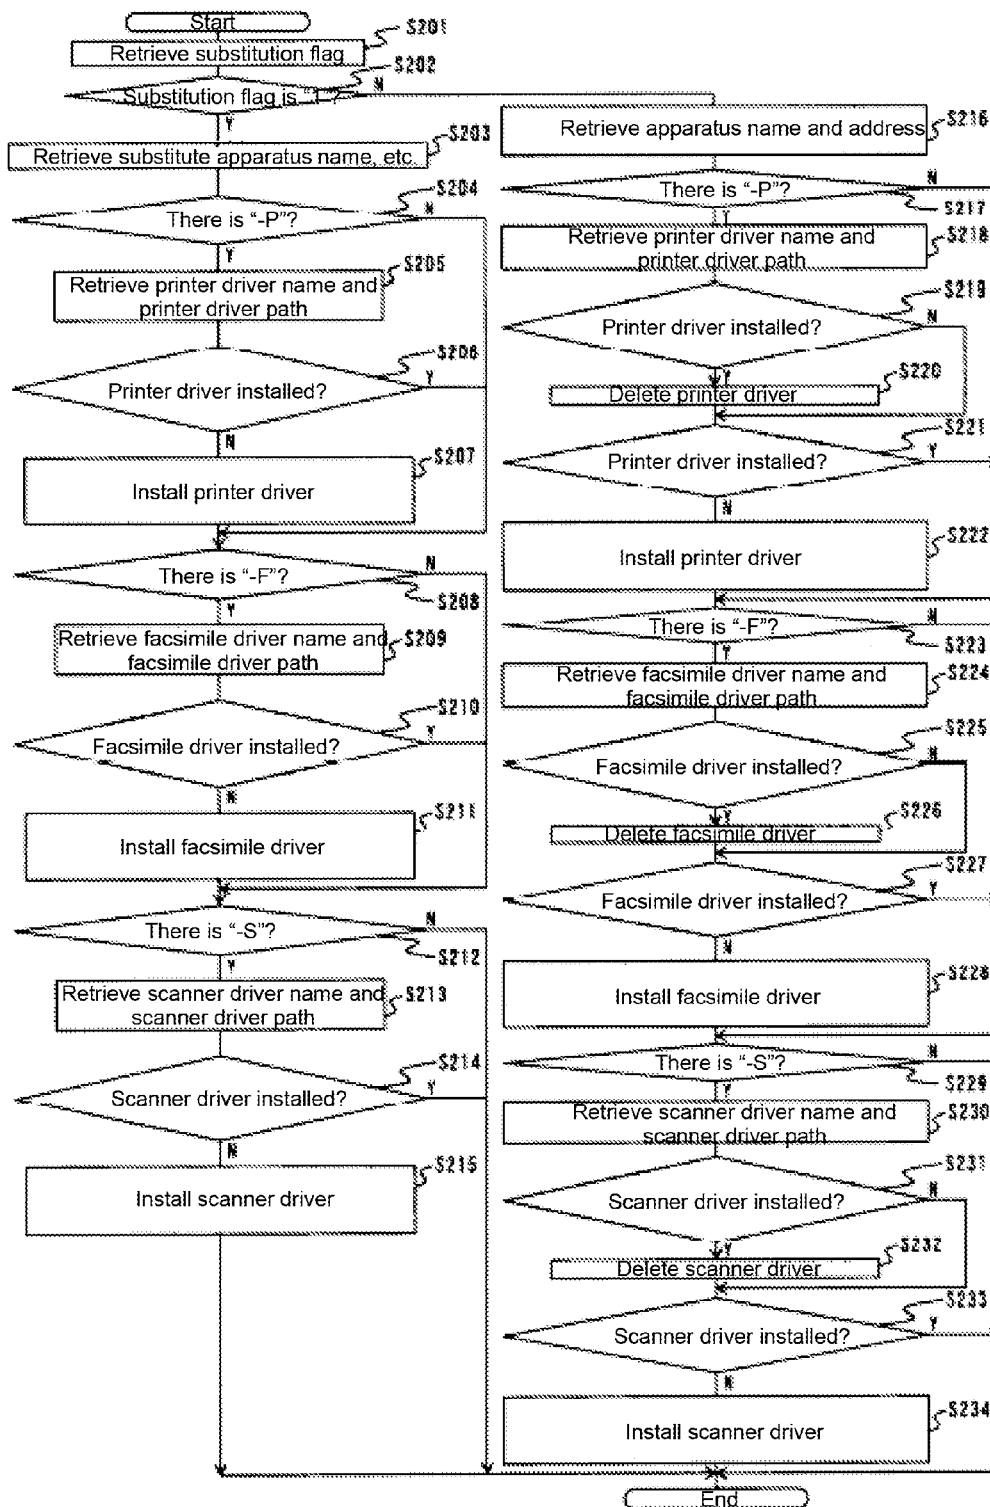 Start
S201
Retrieve substitution flag
S202
Substitution flag is
N
Y
S203
Retrieve substitute apparatus name, etc.
S204
There is “-P”?
N
Y
S205
Retrieve printer driver name and
printer driver path
S206
Printer driver installed?
Y
N
S207
Install printer driver
There is “-F”?
N
S208
Y
Retrieve facsimile driver name and
facsimile driver path
S209
S210
Facsimile driver installed?
Y
N
S211
Install facsimile driver
There is “-S”?
N
S212
Y
Retrieve scanner driver name and
scanner driver path
S213
S214
Scanner driver installed?
Y
N
S215
Install scanner driver
S216
Retrieve apparatus name and address
There is “-P”?
N
S217
Y
Retrieve printer driver name and
printer driver path
S218
S219
Printer driver installed?
N
Y
S220
Delete printer driver
S221
Printer driver installed?
Y
N
S222
Install printer driver
There is “-F”?
N
S223
Y
Retrieve facsimile driver name and
facsimile driver path
S224
S225
Facsimile driver installed?
N
Y
S226
Delete facsimile driver
S227
Facsimile driver installed?
Y
N
S228
Install facsimile driver
There is “-S”?
N
S229
Y
Retrieve scanner driver name and
scanner driver path
S230
S231
Scanner driver installed?
N
Y
S232
Delete scanner driver
S233
Scanner driver installed?
Y
N
S234
Install scanner driver
End